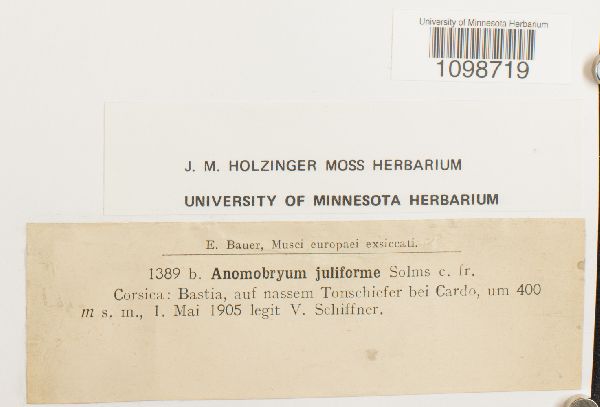 University of Minnesota Herbarium
1098719
J. M. HOLZINGER MOSS HERBARIUM
UNIVERSITY OF MINNESOTA HERBARIUM
E. Bauer, Musci europaei exsiccati.
1389 b. Anomobryum juliforme Solms c. fr.
Corsica: Bastia, auf nassem Tonschiefer bei Cardo, um 400
m s. m., 1. Mai 1905 legit V. Schiffner.